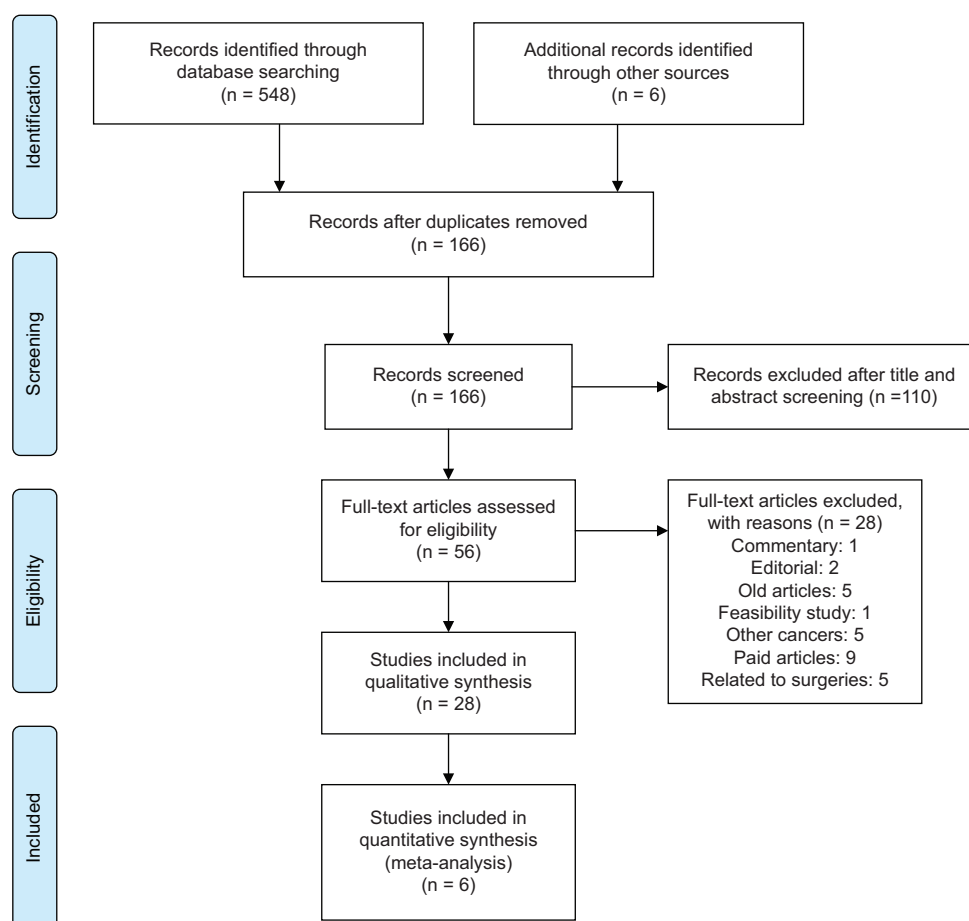 Identification
Records identified through
database searching
(n = 548)
Additional records identified
through other sources
(n = 6)
Records after duplicates removed
(n = 166)
Screening
Records screened
(n = 166)
Records excluded after title and
abstract screening (n =110)
Eligibility
Full-text articles assessed
for eligibility
(n = 56)
Full-text articles excluded,
with reasons (n = 28)
Commentary: 1
Editorial: 2
Old articles: 5
Feasibility study: 1
Other cancers: 5
Paid articles: 9
Related to surgeries: 5
Studies included in
qualitative synthesis
(n = 28)
Included
Studies included in
quantitative synthesis
(meta-analysis)
(n = 6)